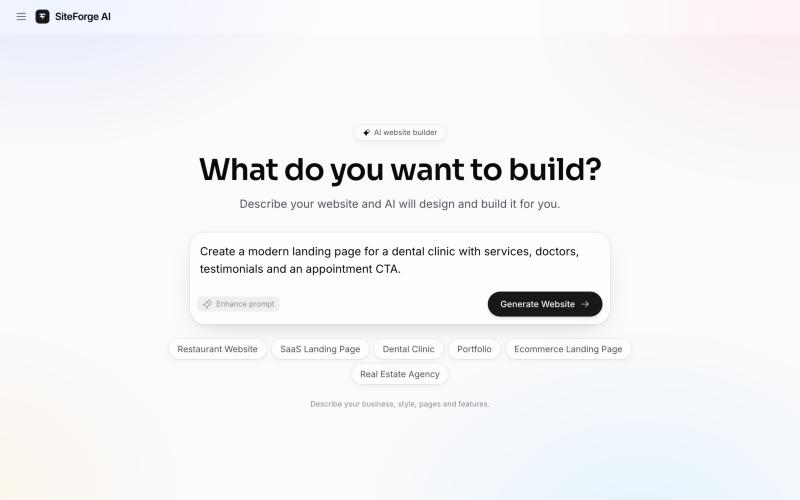 SiteForge AI
AI website builder
What do you want to build?
Describe your website and AI will design and build it for you.
Create a modern landing page for a dental clinic with services, doctors,
testimonials and an appointment CTA.
Enhance prompt
Generate Website
Restaurant Website
SaaS Landing Page
Dental Clinic
Portfolio
Ecommerce Landing Page
Real Estate Agency
Describe your business, style, pages and features.